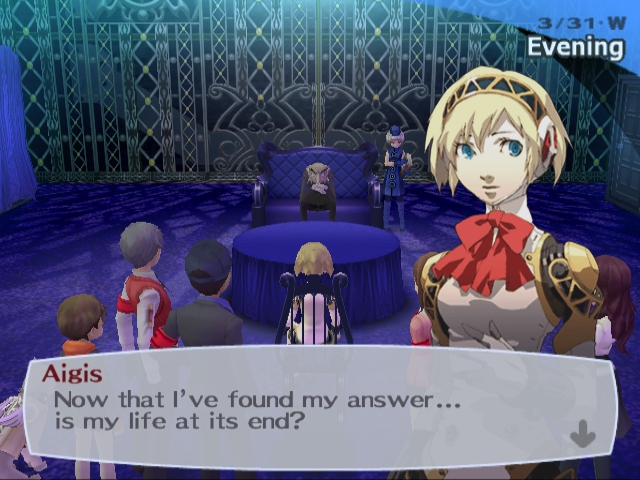 3/31·W
Evening
Aigis
Now that I've found my answer...
is my life at its end?